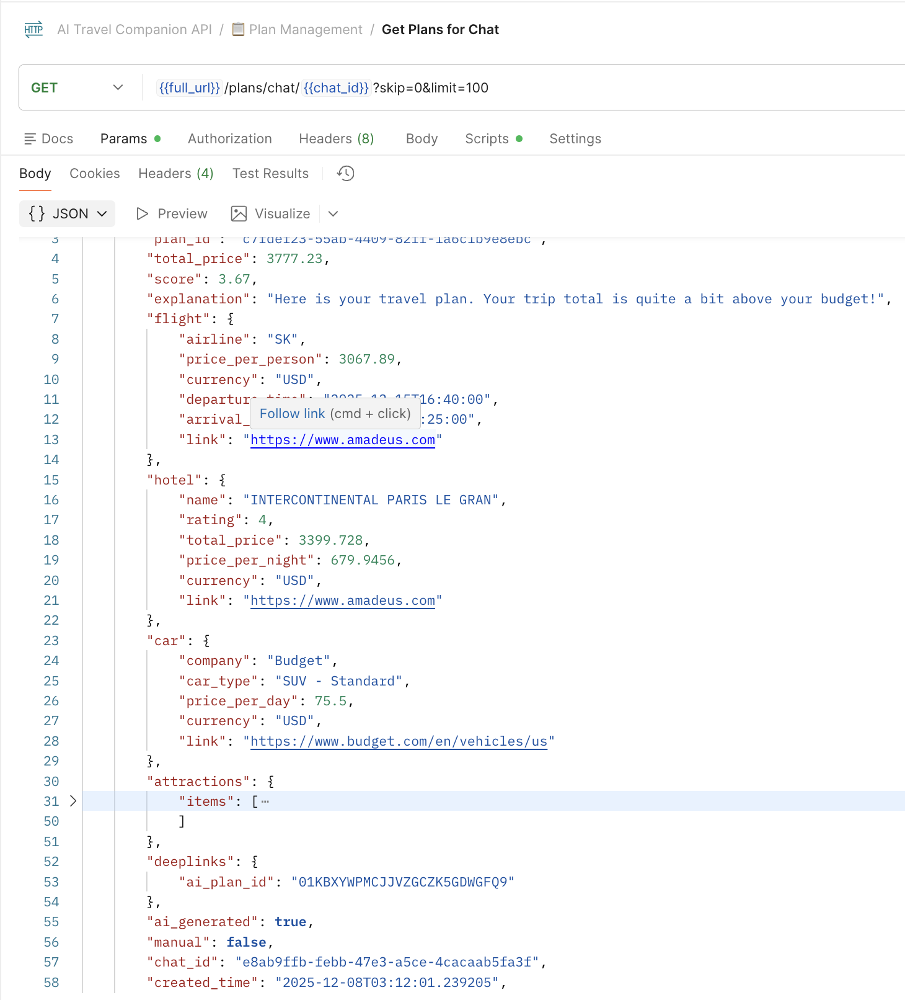 HTTP AI Travel Companion API / Plan Management / Get Plans for Chat
GET {{full_url}}/plans/chat/{{chat_id}}?skip=0&limit=100
Docs Params Authorization Headers (8) Body Scripts Settings
Body Cookies Headers (4) Test Results
{} JSON Preview Visualize
3 "plan_id":
4 "total_price": 3777.23,
5 "score": 3.67,
6 "explanation": "Here is your travel plan. Your trip total is quite a bit above your budget!",
7 "flight": {
8 "airline": "SK",
9 "price_per_person": 3067.89,
10 "currency": "USD",
11 "departure_time": "2025-12-15T16:40:00",
Follow link (cmd + click)
12 "arrival_ :25:00",
13 "link": "https://www.amadeus.com"
14 },
15 "hotel": {
16 "name": "INTERCONTINENTAL PARIS LE GRAN",
17 "rating": 4,
18 "total_price": 3399.728,
19 "price_per_night": 679.9456,
20 "currency": "USD",
21 "link": "https://www.amadeus.com"
22 },
23 "car": {
24 "company": "Budget",
25 "car_type": "SUV - Standard",
26 "price_per_day": 75.5,
27 "currency": "USD",
28 "link": "https://www.budget.com/en/vehicles/us"
29 },
30 "attractions": {
31 "items": [ ⋯
50 ]
51 },
52 "deeplinks": {
53 "ai_plan_id": "01KBXYWPMCJJVZGCZK5GDWGFQ9"
54 },
55 "ai_generated": true,
56 "manual": false,
57 "chat_id": "e8ab9ffb-febb-47e3-a5ce-4cacaab5fa3f",
58 "created_time": "2025-12-08T03:12:01.239205",